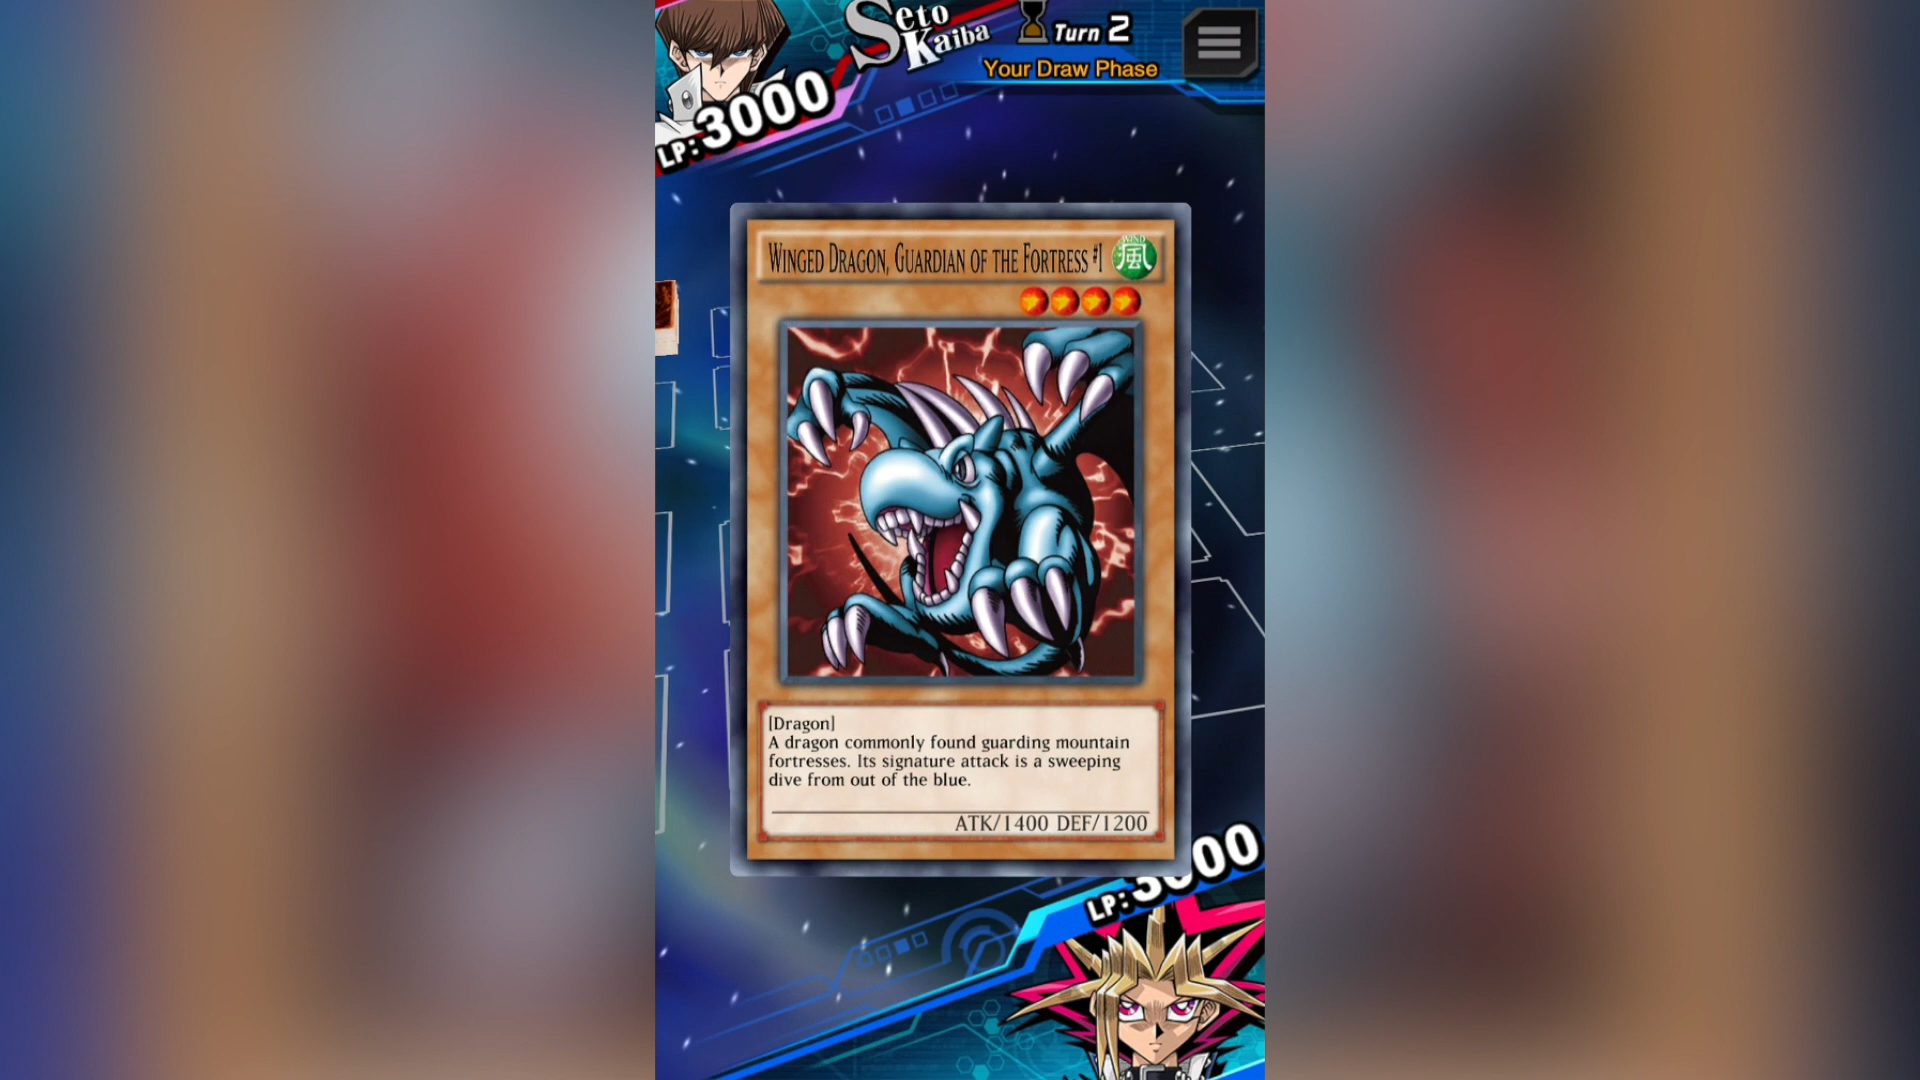 Seto
Kaiba
Turn 2
Your Draw Phase
LP:3000
WINGED DRAGON, GUARDIAN OF THE FORTRESS #1
WIND
風
[Dragon]
A dragon commonly found guarding mountain
fortresses. Its signature attack is a sweeping
dive from out of the blue.
ATK/1400 DEF/1200
LP:3000